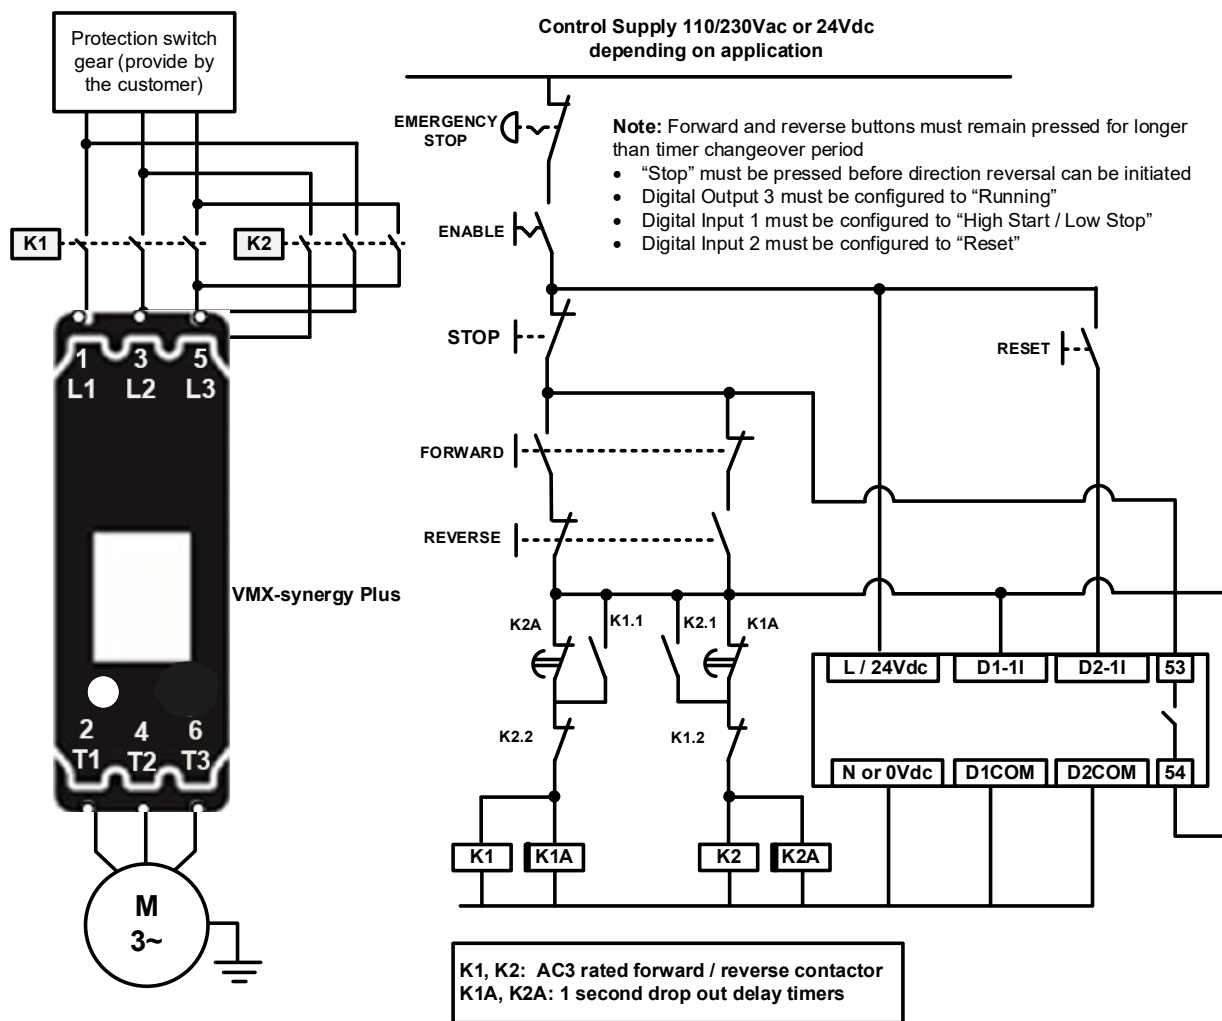 Protection switch
gear (provide by
the customer)
Control Supply 110/230Vac or 24Vdc
depending on application
EMERGENCY
STOP
Note: Forward and reverse buttons must remain pressed for longer
than timer changeover period
• “Stop” must be pressed before direction reversal can be initiated
• Digital Output 3 must be configured to “Running”
• Digital Input 1 must be configured to “High Start / Low Stop”
• Digital Input 2 must be configured to “Reset”
K1
K2
ENABLE
STOP
RESET
1 3 5
L1 L2 L3
FORWARD
REVERSE
VMX-synergy Plus
K2A
K1.1
K2.1
K1A
L / 24Vdc
D1-1I
D2-1I
53
2 4 6
T1 T2 T3
K2.2
K1.2
N or 0Vdc
D1COM
D2COM
54
K1
K1A
K2
K2A
M
3~
K1, K2: AC3 rated forward / reverse contactor
K1A, K2A: 1 second drop out delay timers